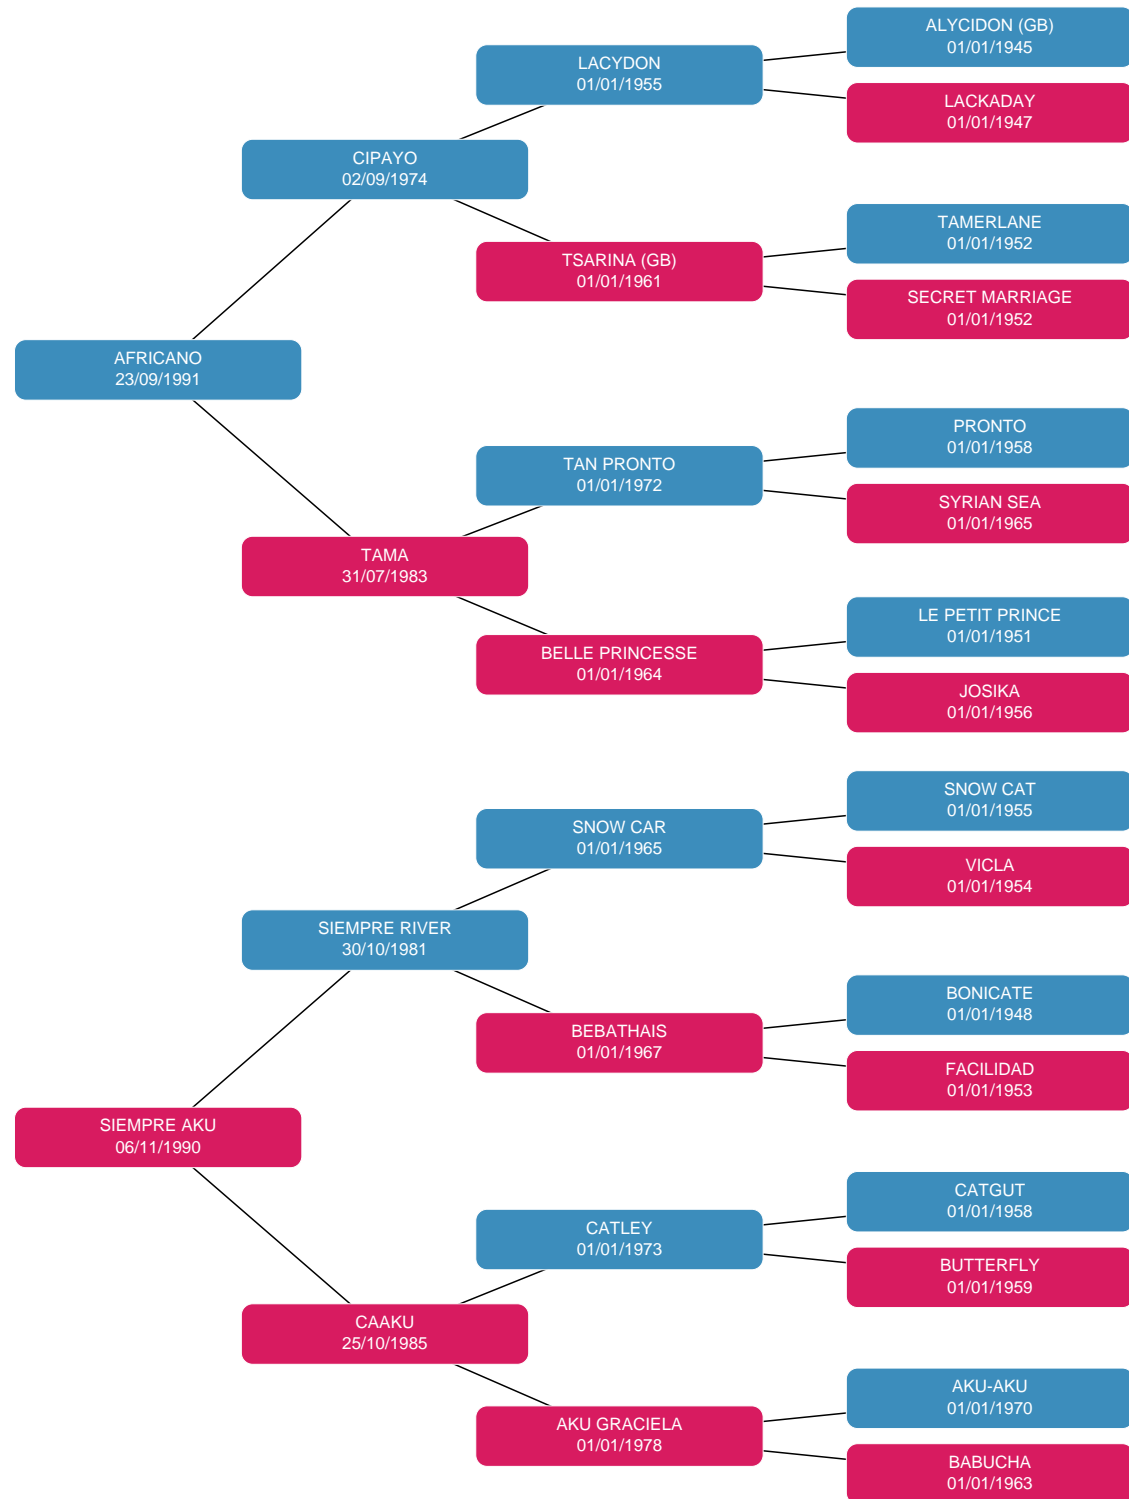 ALYCIDON (GB)
01/01/1945
LACYDON
01/01/1955
LACKADAY
01/01/1947
CIPAYO
02/09/1974
TAMERLANE
01/01/1952
TSARINA (GB)
01/01/1961
SECRET MARRIAGE
01/01/1952
AFRICANO
23/09/1991
PRONTO
01/01/1958
TAN PRONTO
01/01/1972
SYRIAN SEA
01/01/1965
TAMA
31/07/1983
LE PETIT PRINCE
01/01/1951
BELLE PRINCESSE
01/01/1964
JOSIKA
01/01/1956
SNOW CAT
01/01/1955
SNOW CAR
01/01/1965
VICLA
01/01/1954
SIEMPRE RIVER
30/10/1981
BONICATE
01/01/1948
BEBATHAIS
01/01/1967
FACILIDAD
01/01/1953
SIEMPRE AKU
06/11/1990
CATGUT
01/01/1958
CATLEY
01/01/1973
BUTTERFLY
01/01/1959
CAAKU
25/10/1985
AKU-AKU
01/01/1970
AKU GRACIELA
01/01/1978
BABUCHA
01/01/1963